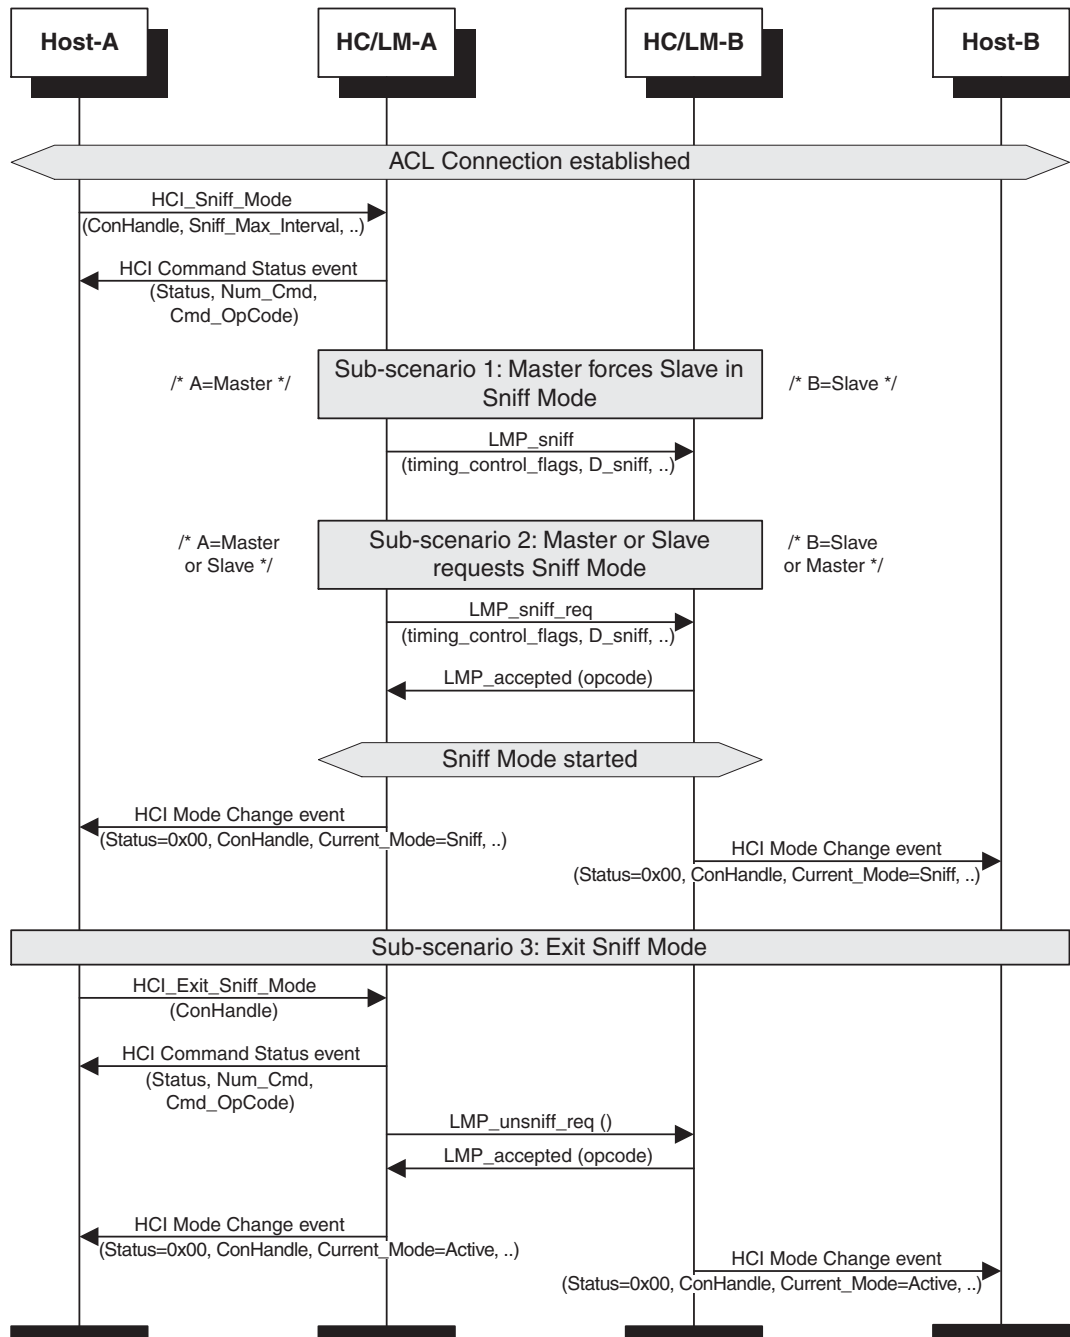 Host-A
HC/LM-A
HC/LM-B
Host-B
ACL Connection established
HCI_Sniff_Mode
(ConHandle, Sniff_Max_Interval, ..)
HCI Command Status event
(Status, Num_Cmd,
Cmd_OpCode)
/* A=Master */
Sub-scenario 1: Master forces Slave in
Sniff Mode
/* B=Slave */
LMP_sniff
(timing_control_flags, D_sniff, ..)
/* A=Master
or Slave */
Sub-scenario 2: Master or Slave
requests Sniff Mode
/* B=Slave
or Master */
LMP_sniff_req
(timing_control_flags, D_sniff, ..)
LMP_accepted (opcode)
Sniff Mode started
HCI Mode Change event
(Status=0x00, ConHandle, Current_Mode=Sniff, ..)
HCI Mode Change event
(Status=0x00, ConHandle, Current_Mode=Sniff, ..)
Sub-scenario 3: Exit Sniff Mode
HCI_Exit_Sniff_Mode
(ConHandle)
HCI Command Status event
(Status, Num_Cmd,
Cmd_OpCode)
LMP_unsniff_req ()
LMP_accepted (opcode)
HCI Mode Change event
(Status=0x00, ConHandle, Current_Mode=Active, ..)
HCI Mode Change event
(Status=0x00, ConHandle, Current_Mode=Active, ..)